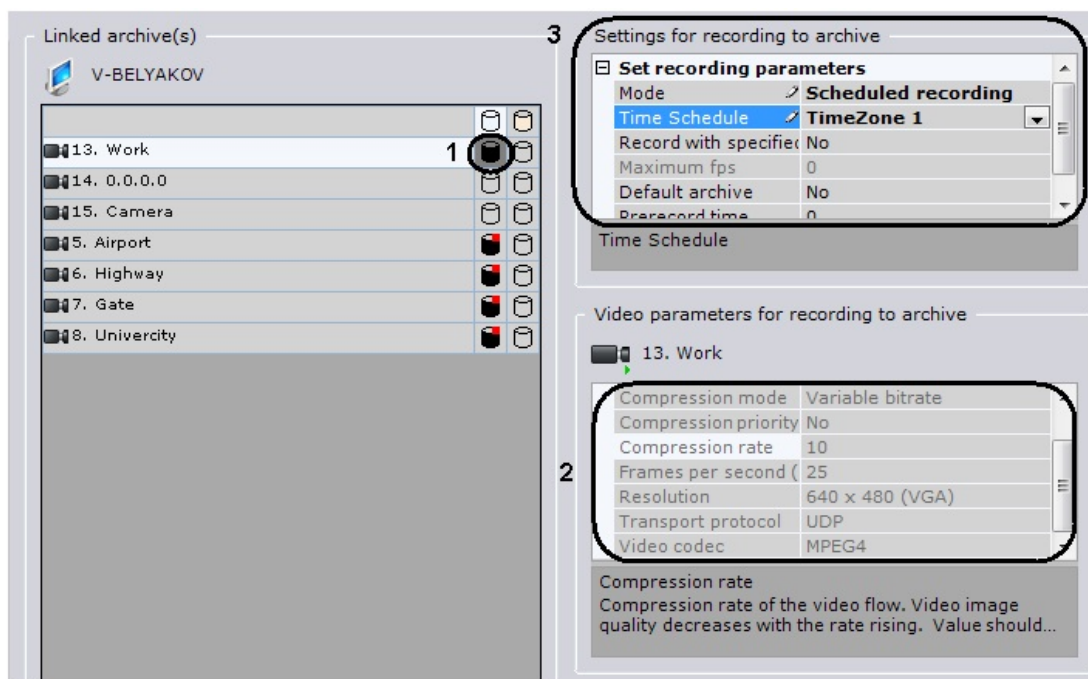 Linked archive(s)
V-BELYAKOV
13. Work
14. 0.0.0.0
15. Camera
5. Airport
6. Highway
7. Gate
8. Univercity
1
3
Settings for recording to archive
Set recording parameters
Mode Scheduled recording
Time Schedule TimeZone 1
Record with specified No
Maximum fps 0
Default archive No
Prerecord time 0
Time Schedule
Video parameters for recording to archive
13. Work
2
Compression mode Variable bitrate
Compression priority No
Compression rate 10
Frames per second ( 25
Resolution 640 x 480 (VGA)
Transport protocol UDP
Video codec MPEG4
Compression rate
Compression rate of the video flow. Video image
quality decreases with the rate rising. Value should...